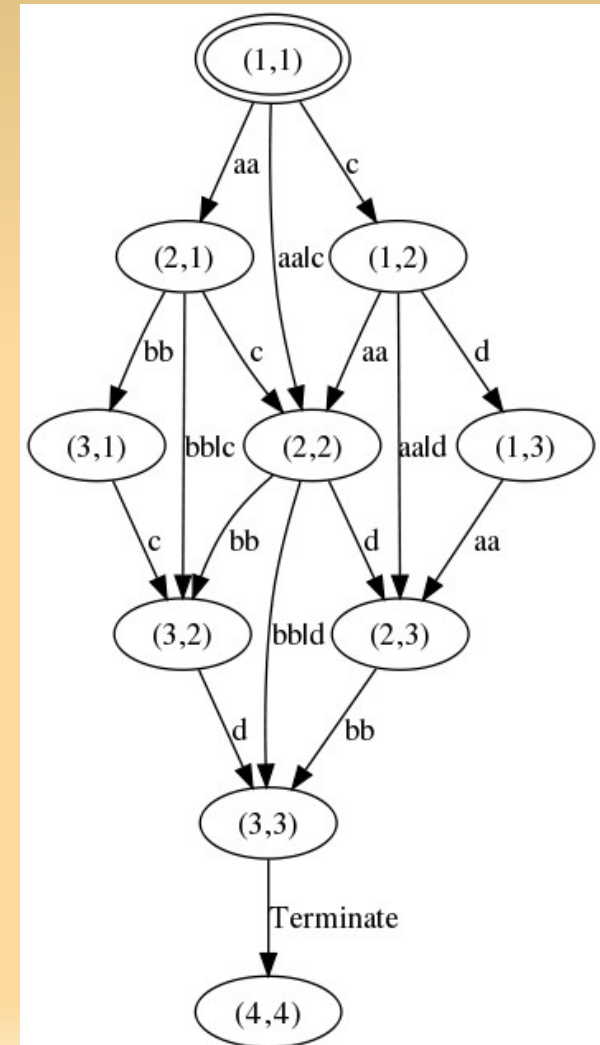 (1,1)
aa
c
(2,1)
aalc
(1,2)
bb
c
aa
d
(3,1)
bblc
(2,2)
aald
(1,3)
c
bb
d
aa
(3,2)
bbld
(2,3)
d
bb
(3,3)
Terminate
(4,4)